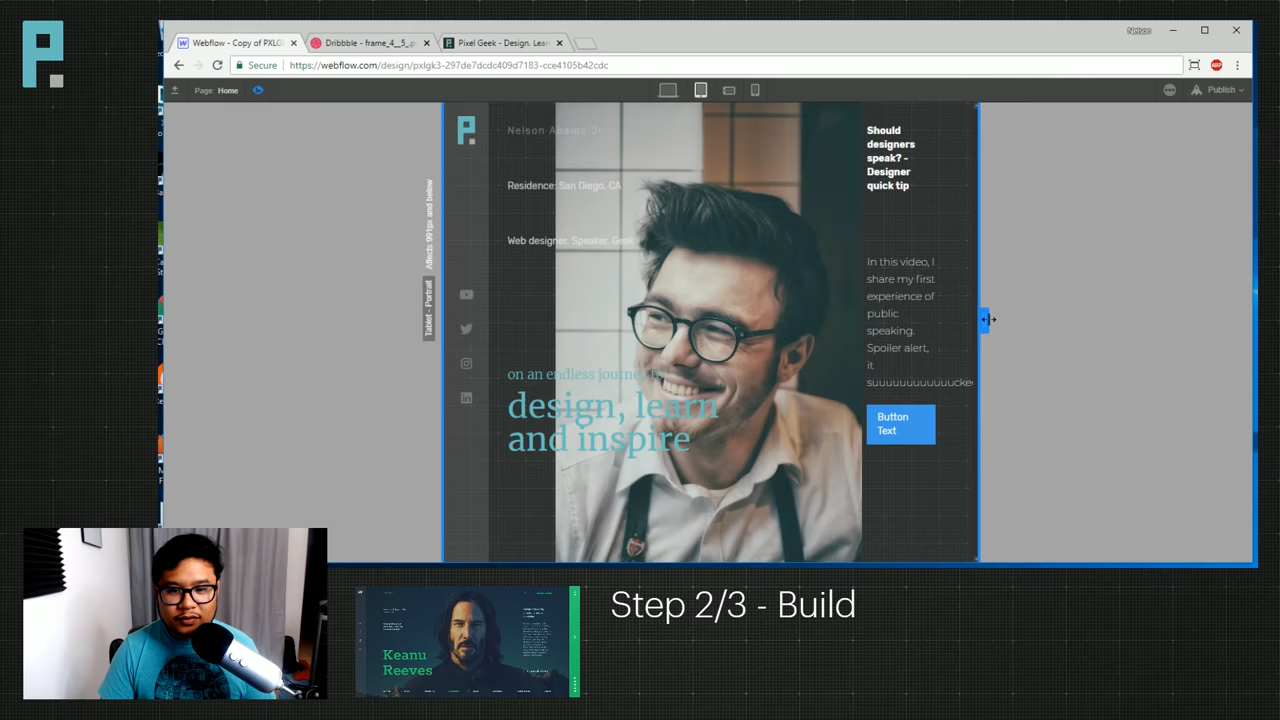 P.
Nelson
Webflow - Copy of PXLG
Dribbble - frame_4__5_.p
Pixel Geek - Design. Lea
Secure
https://webflow.com/design/pxlgk3-297de7dcdc409d7183-cce4105b42cdc
Page: Home
Publish
P.
Nelson Abalos Jr.
Residence: San Diego, CA
Web designer, Speaker, Geek
on an endless journey to
design, learn
and inspire
Tablet - Portrait Affects 991px and below
Should
designers
speak? -
Designer
quick tip
In this video, I
share my first
experience of
public
speaking.
Spoiler alert,
it
suuuuuuuuuuucke
Button
Text
Keanu
Reeves
Step 2/3 - Build